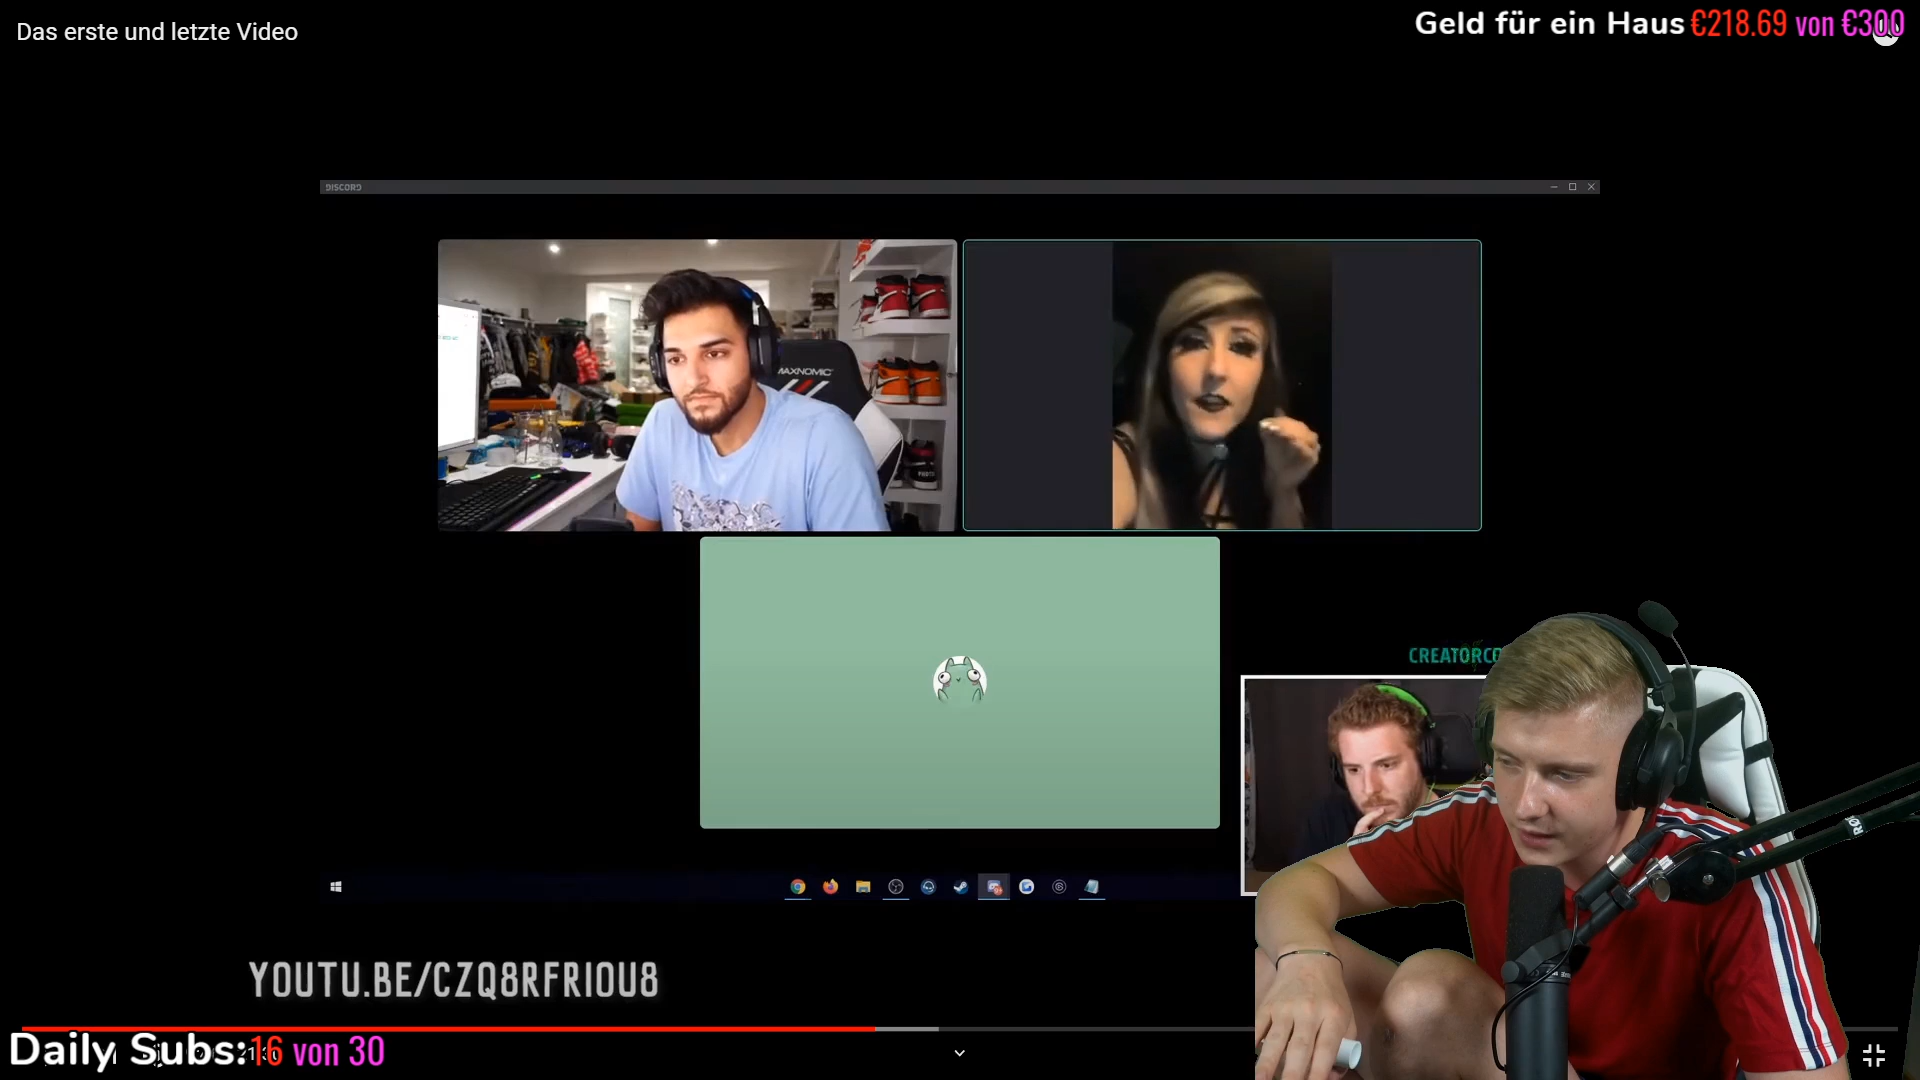 Das erste und letzte Video
Geld für ein Haus €218.69 von €300
DISCORD
MAXNOMIC
CREATORCO
YOUTU.BE/CZQ8RFRIOU8
Daily Subs: 16 von 30